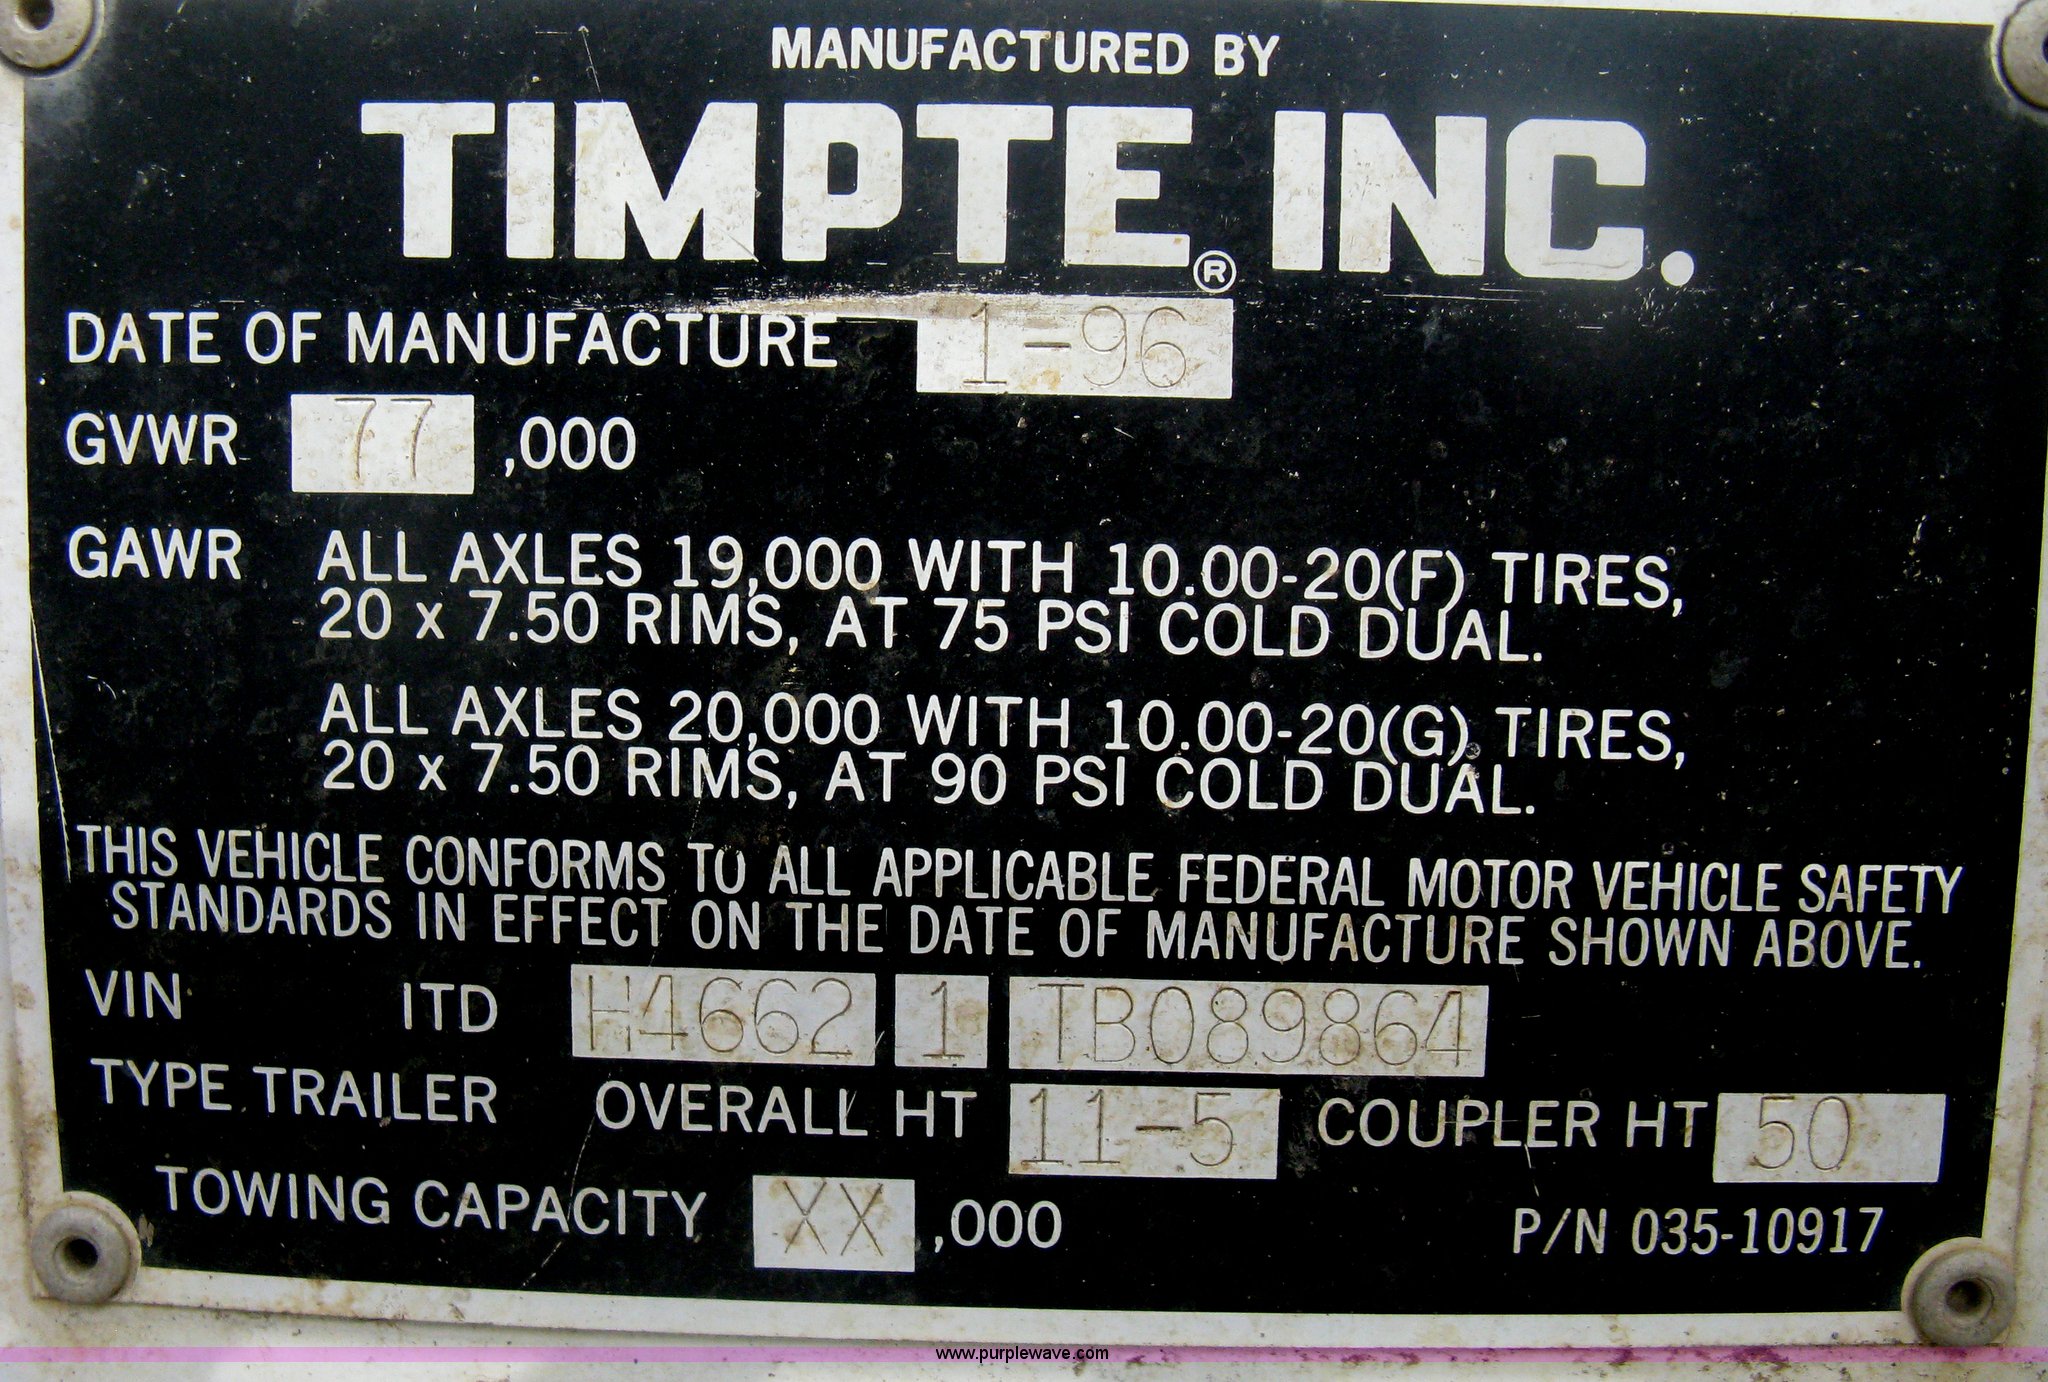 MANUFACTURED BY
TIMPTE® INC.
DATE OF MANUFACTURE 1-96
GVWR 77 ,000
GAWR ALL AXLES 19,000 WITH 10.00-20(F) TIRES,
20 x 7.50 RIMS, AT 75 PSI COLD DUAL.
ALL AXLES 20,000 WITH 10.00-20(G) TIRES,
20 x 7.50 RIMS, AT 90 PSI COLD DUAL.
THIS VEHICLE CONFORMS TO ALL APPLICABLE FEDERAL MOTOR VEHICLE SAFETY
STANDARDS IN EFFECT ON THE DATE OF MANUFACTURE SHOWN ABOVE.
VIN ITD H4662 1 TB089864
TYPE TRAILER OVERALL HT 11-5 COUPLER HT 50
TOWING CAPACITY XX ,000 P/N 035-10917
www.purplewave.com